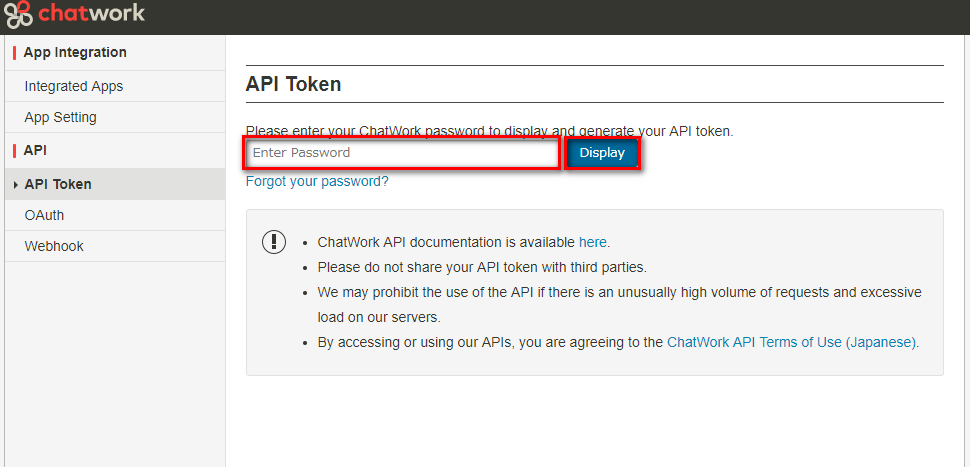 chatwork
App Integration
Integrated Apps
App Setting
API
API Token
OAuth
Webhook
API Token
Please enter your ChatWork password to display and generate your API token.
Enter Password
Display
Forgot your password?
ChatWork API documentation is available here.
Please do not share your API token with third parties.
We may prohibit the use of the API if there is an unusually high volume of requests and excessive
load on our servers.
By accessing or using our APIs, you are agreeing to the ChatWork API Terms of Use (Japanese).